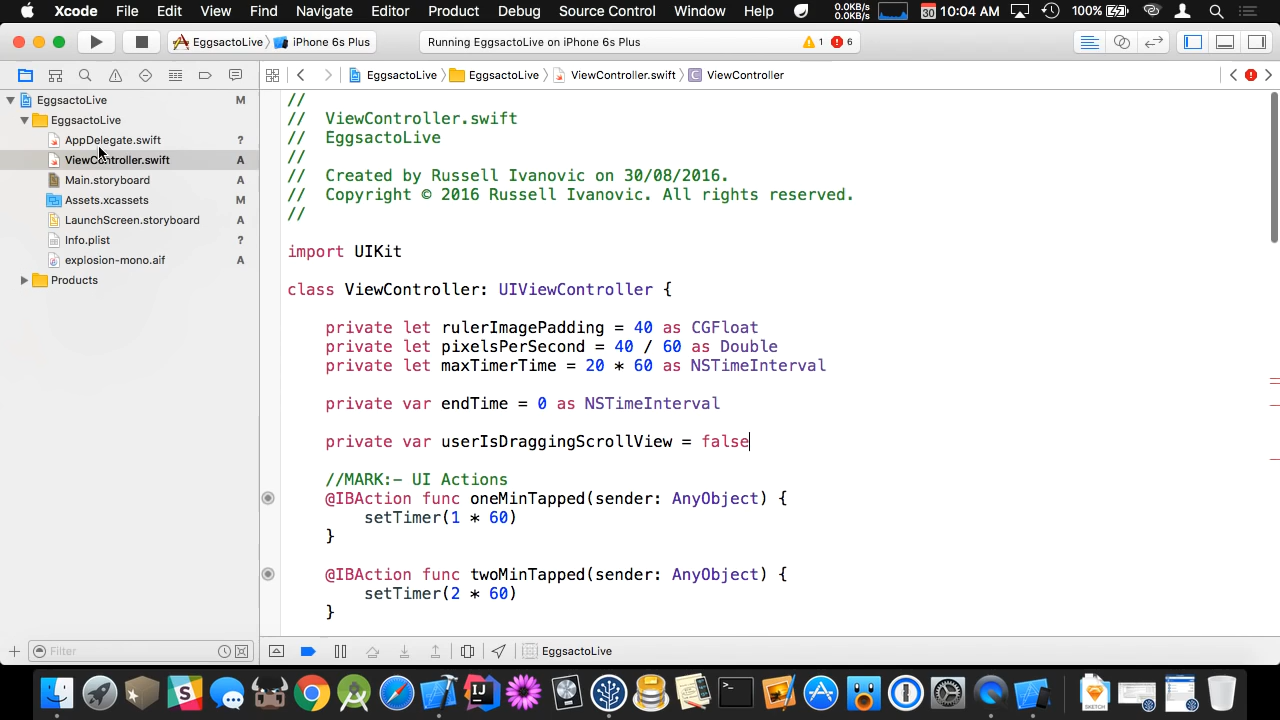 Xcode File Edit View Find Navigate Editor Product Debug Source Control Window Help 0.0KB/s 0.0KB/s 30 10:04 AM 100%
EggsactoLive iPhone 6s Plus Running EggsactoLive on iPhone 6s Plus 1 6
EggsactoLive EggsactoLive ViewController.swift C ViewController
EggsactoLive M
EggsactoLive
AppDelegate.swift ?
ViewController.swift A
Main.storyboard A
Assets.xcassets M
LaunchScreen.storyboard A
Info.plist ?
explosion-mono.aif A
Products
Filter
//
// ViewController.swift
// EggsactoLive
//
// Created by Russell Ivanovic on 30/08/2016.
// Copyright © 2016 Russell Ivanovic. All rights reserved.
//
import UIKit
class ViewController: UIViewController {
private let rulerImagePadding = 40 as CGFloat
private let pixelsPerSecond = 40 / 60 as Double
private let maxTimerTime = 20 * 60 as NSTimeInterval
private var endTime = 0 as NSTimeInterval
private var userIsDraggingScrollView = false
//MARK:- UI Actions
@IBAction func oneMinTapped(sender: AnyObject) {
setTimer(1 * 60)
}
@IBAction func twoMinTapped(sender: AnyObject) {
setTimer(2 * 60)
}
EggsactoLive
SKETCH